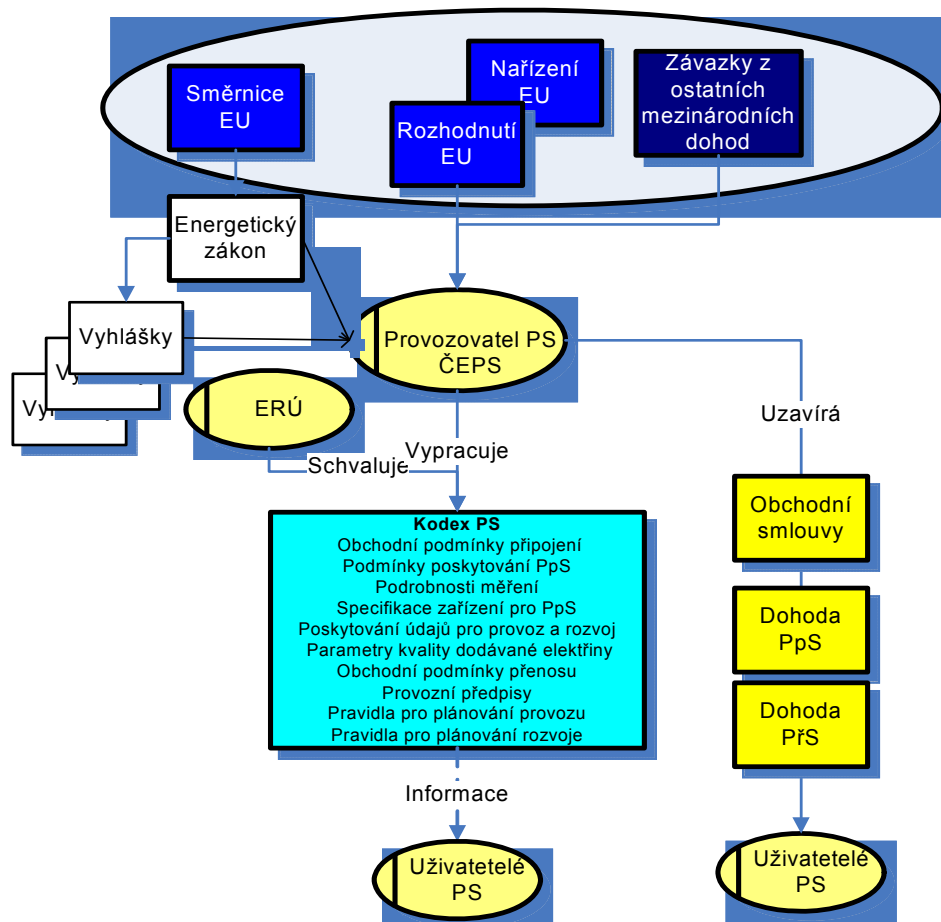 Směrnice
EU
Nařízení
EU
Rozhodnutí
EU
Závazky z
ostatních
mezinárodních
dohod
Energetický
zákon
Vyhlášky
Provozovatel PS
ČEPS
ERÚ
Uzavírá
Schvaluje
Vypracuje
Kodex PS
Obchodní podmínky připojení
Podmínky poskytování PpS
Podrobnosti měření
Specifikace zařízení pro PpS
Poskytování údajů pro provoz a rozvoj
Parametry kvality dodávané elektřiny
Obchodní podmínky přenosu
Provozní předpisy
Pravidla pro plánování provozu
Pravidla pro plánování rozvoje
Obchodní
smlouvy
Dohoda
PpS
Dohoda
PřS
Informace
Uživatetelé
PS
Uživatetelé
PS